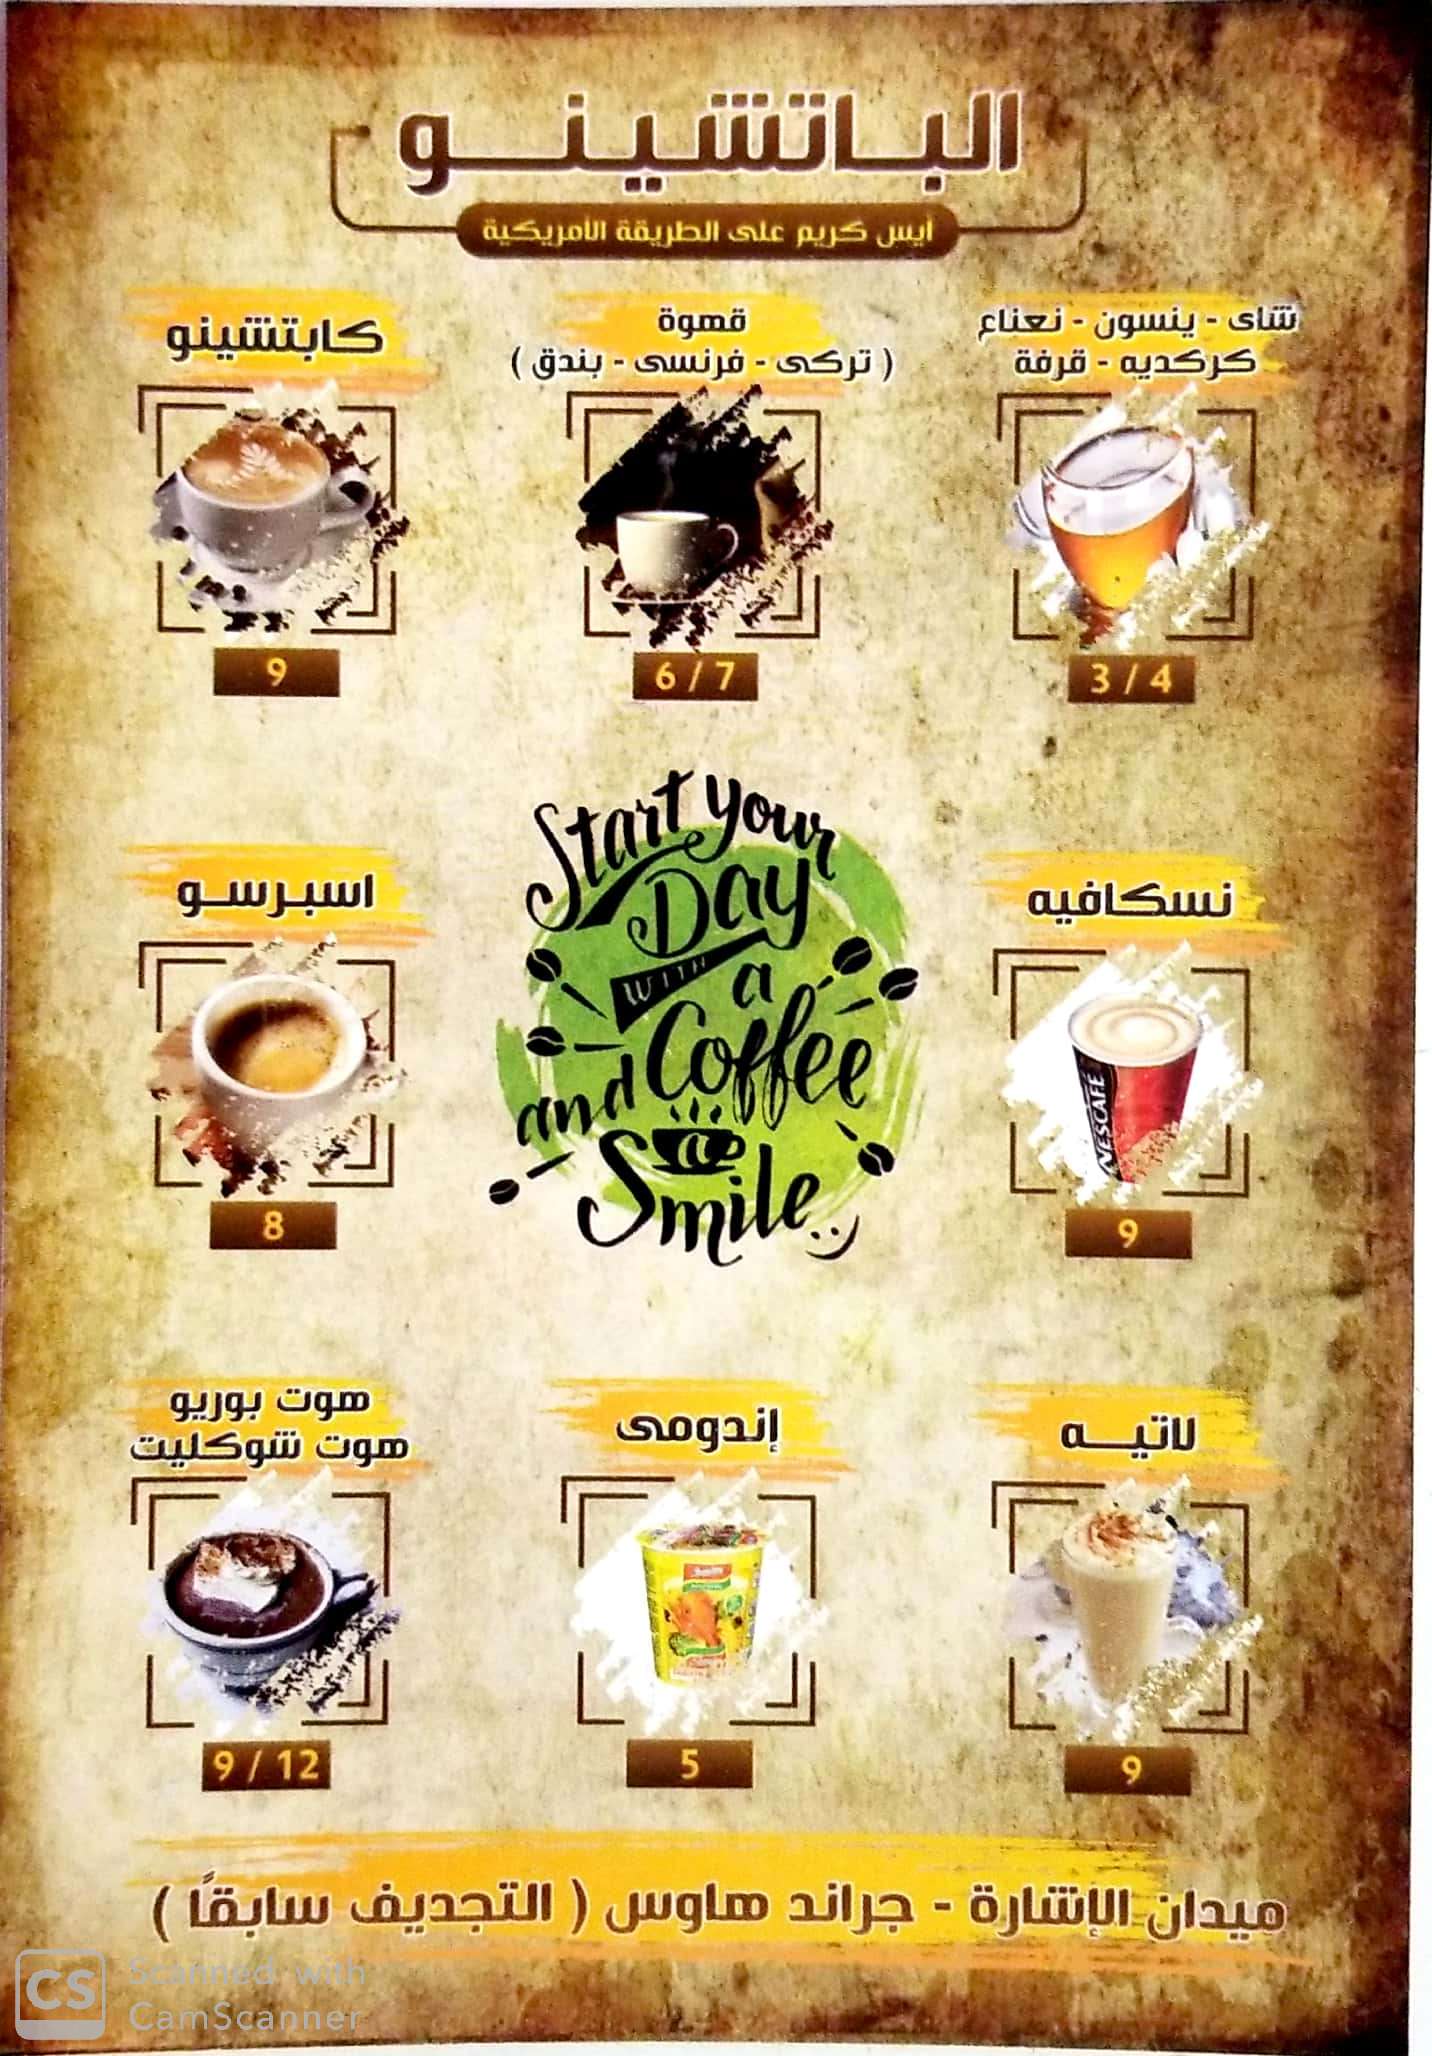 الباتشينو
أيس كريم على الطريقة الأمريكية
شاى - ينسون - نعناع
كركديه - قرفة
3 / 4
قهوة
( تركى - فرنسى - بندق )
6 / 7
كابتشينو
9
نسكافيه
NESCAFÉ
9
Start your
Day
WITH a
Coffee
and
Smile
اسبرسو
8
لاتيه
9
إندومى
5
هوت بوريو
هوت شوكليت
9 / 12
ميدان الإشارة - جراند هاوس ( التجديف سابقاً )
CS
Scanned with
CamScanner